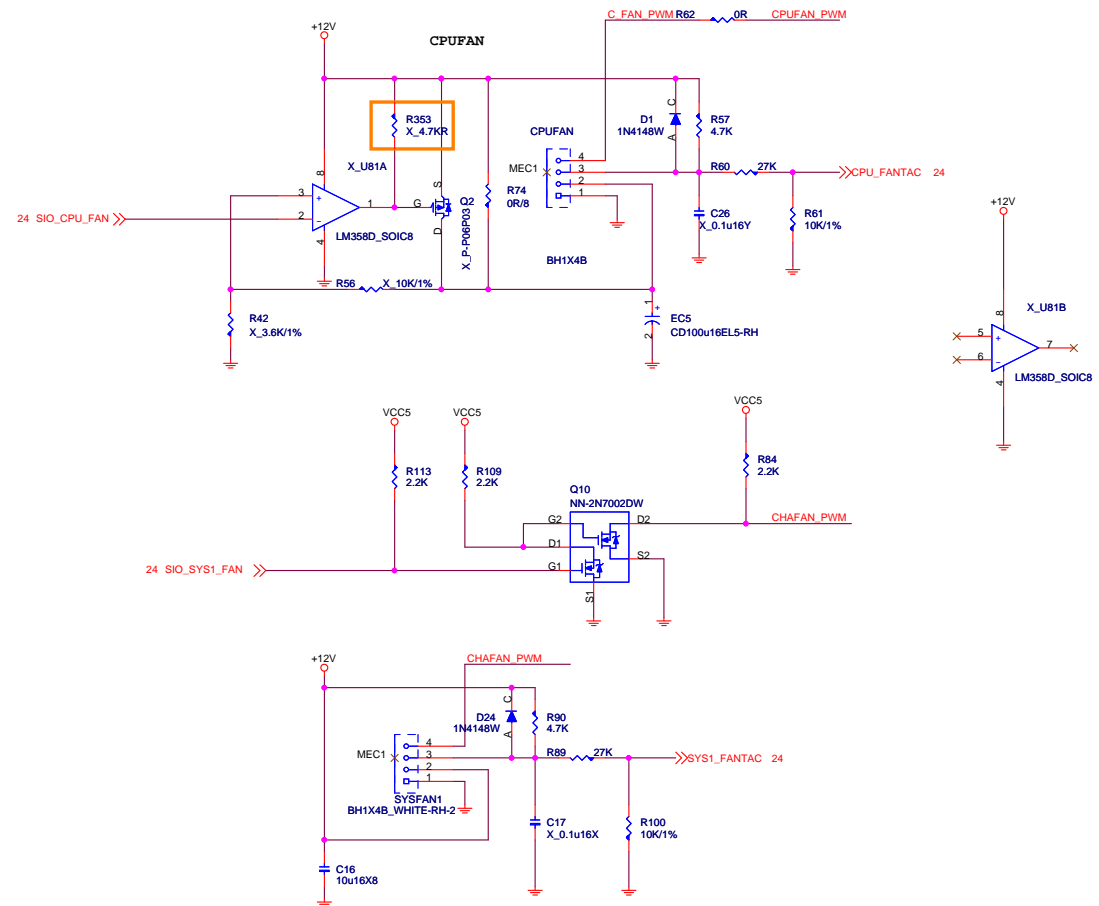 C_FAN_PWM R62 0R CPUFAN_PWM
+12V
CPUFAN
R353
X_4.7KR
C
D1
1N4148W
A
R57
4.7K
CPUFAN
X_U81A
8
MEC1
4
3
2
1
R60 27K
CPU_FANTAC 24
S
3
+
1
G
Q2
D
X_P-P06P03
R74
0R/8
24 SIO_CPU_FAN
2
-
4
LM358D_SOIC8
C26
X_0.1u16Y
R61
10K/1%
+12V
BH1X4B
R56 X_10K/1%
R42
X_3.6K/1%
1
+
EC5
CD100u16EL5-RH
2
X_U81B
8
5
+
7
6
-
4
LM358D_SOIC8
VCC5
VCC5
VCC5
R113
2.2K
R109
2.2K
R84
2.2K
Q10
NN-2N7002DW
G2
D2
CHAFAN_PWM
D1
S2
24 SIO_SYS1_FAN
G1
S1
+12V
CHAFAN_PWM
C
D24
1N4148W
A
R90
4.7K
MEC1
4
3
2
1
R89 27K
SYS1_FANTAC 24
SYSFAN1
BH1X4B_WHITE-RH-2
C17
X_0.1u16X
R100
10K/1%
C16
10u16X8